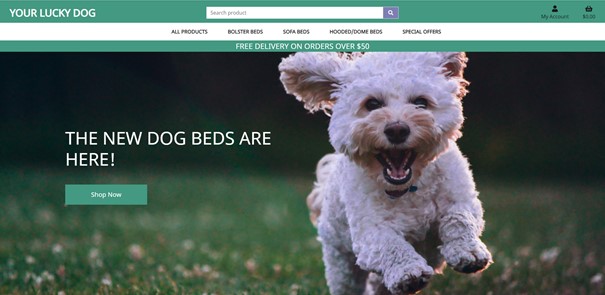 YOUR LUCKY DOG
Search product
My Account
$0.00
ALL PRODUCTS
BOLSTER BEDS
SOFA BEDS
HOODED/DOME BEDS
SPECIAL OFFERS
FREE DELIVERY ON ORDERS OVER $50
THE NEW DOG BEDS ARE
HERE!
Shop Now